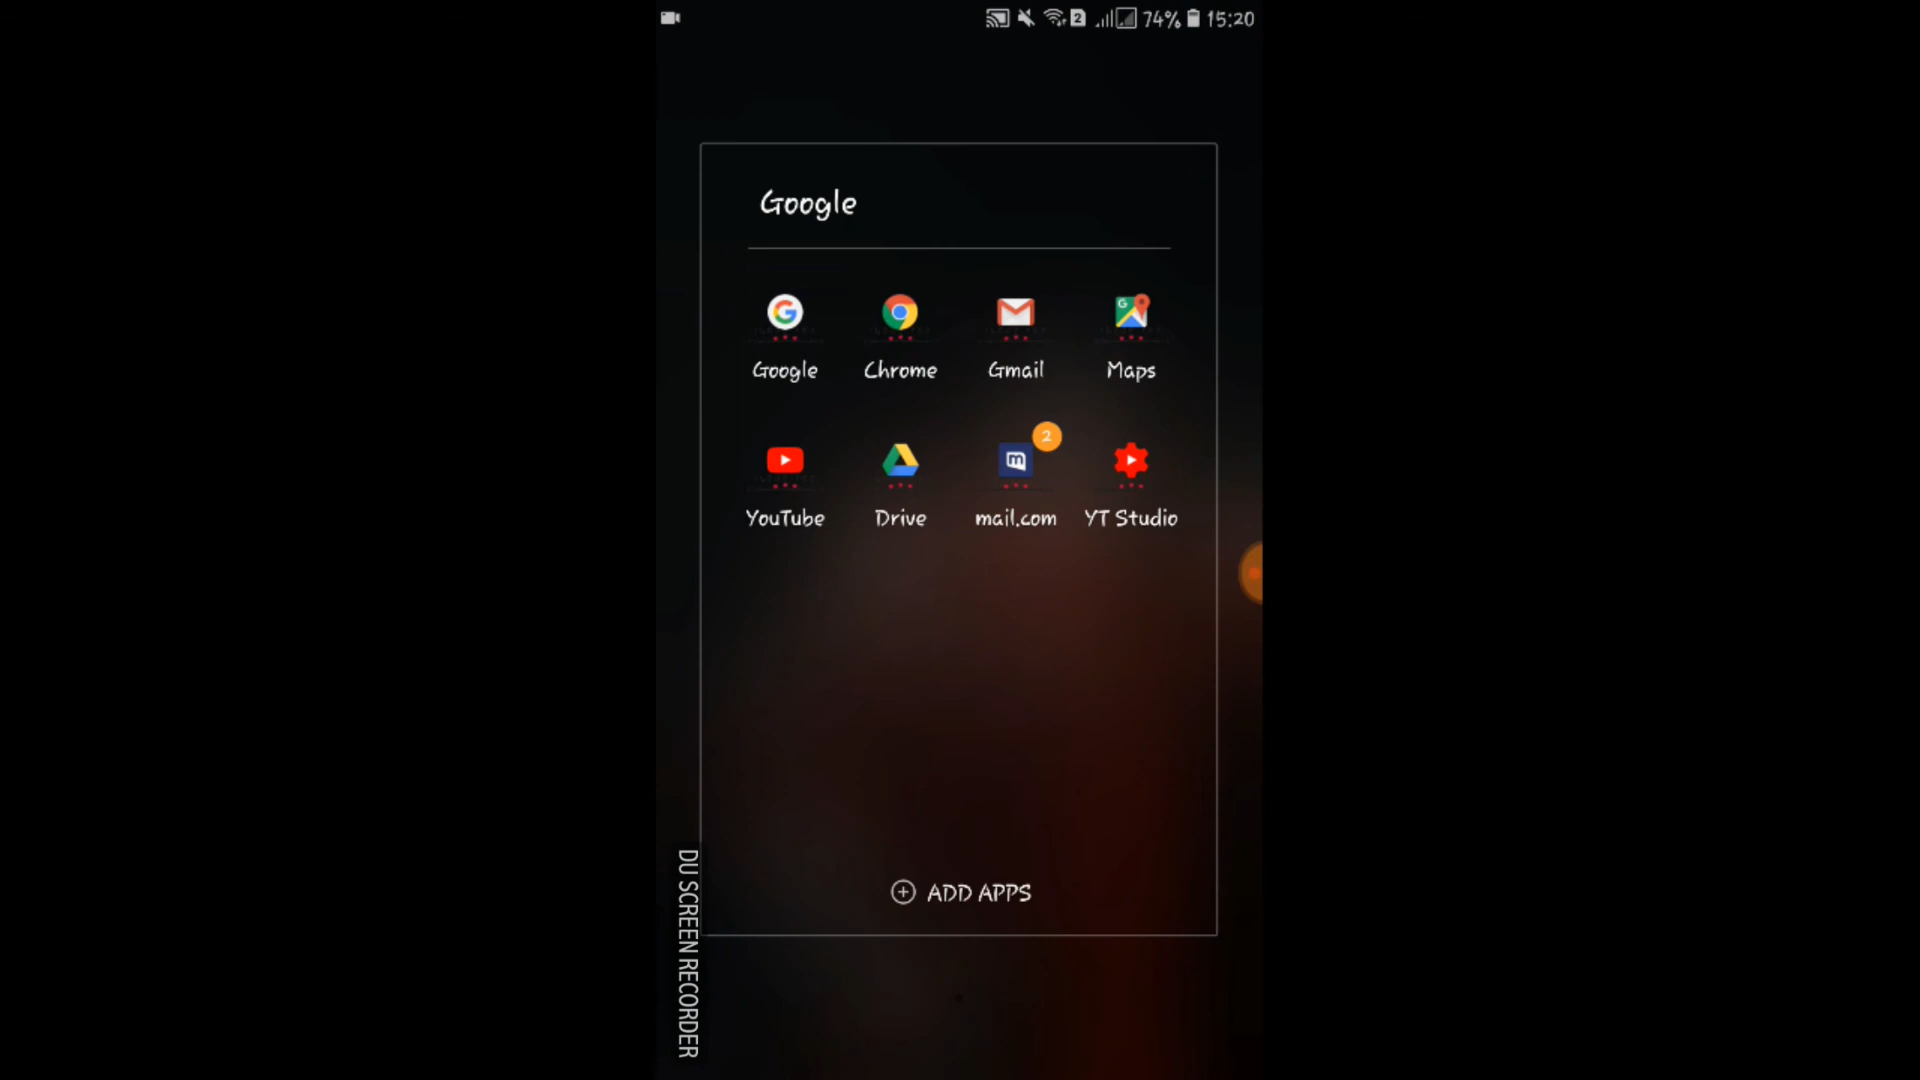 2 74% 15:20
Google
Google Chrome Gmail Maps
2
YouTube Drive mail.com YT Studio
ADD APPS
DU SCREEN RECORDER